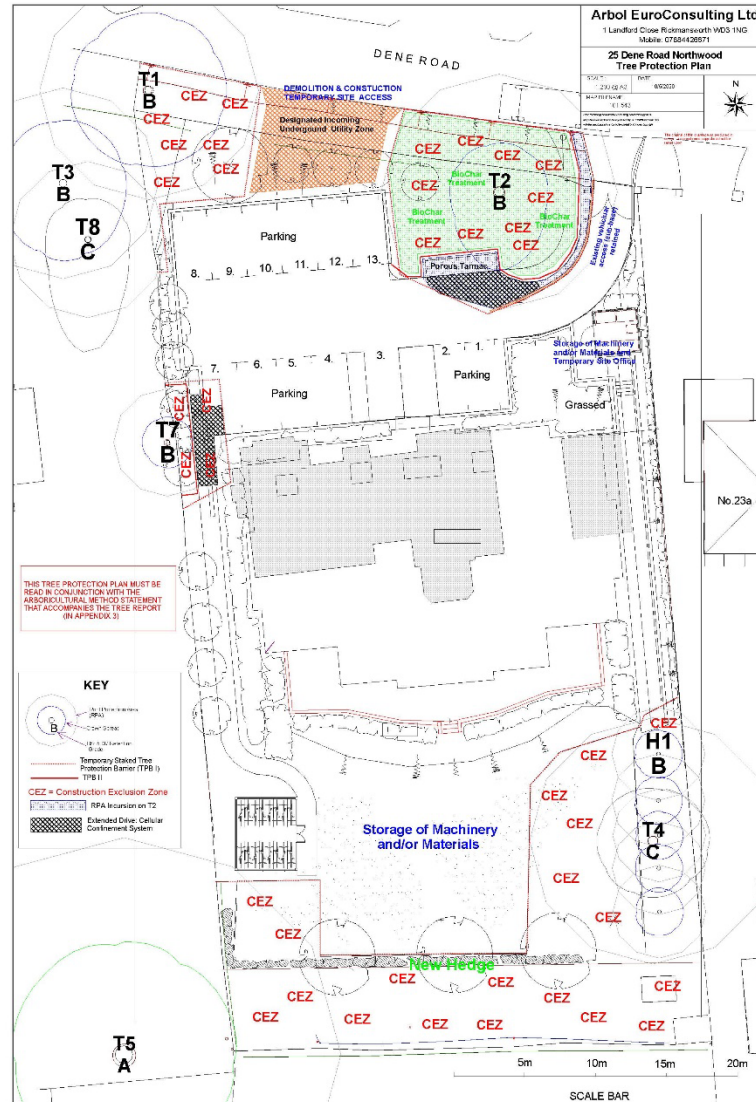 Arbol EuroConsulting Ltd
1 Landford Close Rickmansworth WD3 1NG
25 Dene Road Northwood
Tree Protection Plan
DATE
N
DENE ROAD
T1
B
CEZ
CEZ
CEZ
CEZ
CEZ
CEZ
DEMOLITION & CONSTUCTION
TEMPORARY SITE ACCESS
Designated Incoming
Underground Utility Zone
T3
B
T8
C
CEZ
CEZ
CEZ
CEZ
CEZ
CEZ
CEZ
CEZ
CEZ
CEZ
BioChar
Treatment
T2
B
BioChar
Treatment
BioChar
Treatment
Porous Tarmac
Existing vehicular
access (sub-base)
retained
Parking
8.
9.
10.
11.
12.
13.
7.
6.
5.
4.
3.
2.
1.
Parking
Parking
Storage of Machinery
and/or Materials and
Temporary Site Office
Grassed
T7
B
CEZ
CEZ
CEZ
CEZ
No.23a
THIS TREE PROTECTION PLAN MUST BE
READ IN CONJUNCTION WITH THE
ARBORICULTURAL METHOD STATEMENT
THAT ACCOMPANIES THE TREE REPORT
(IN APPENDIX 3)
KEY
B
(RPA)
Grade
Temporary Staked Tree
Protection Barrier (TPB I)
TPB II
CEZ = Construction Exclusion Zone
RPA Incursion on T2
Extended Drive: Cellular
Confinement System
Storage of Machinery
and/or Materials
CEZ
H1
B
CEZ
CEZ
CEZ
T4
C
CEZ
CEZ
CEZ
CEZ
New Hedge
CEZ
CEZ
CEZ
CEZ
CEZ
CEZ
CEZ
CEZ
CEZ
CEZ
T5
A
5m
10m
15m
20m
SCALE BAR